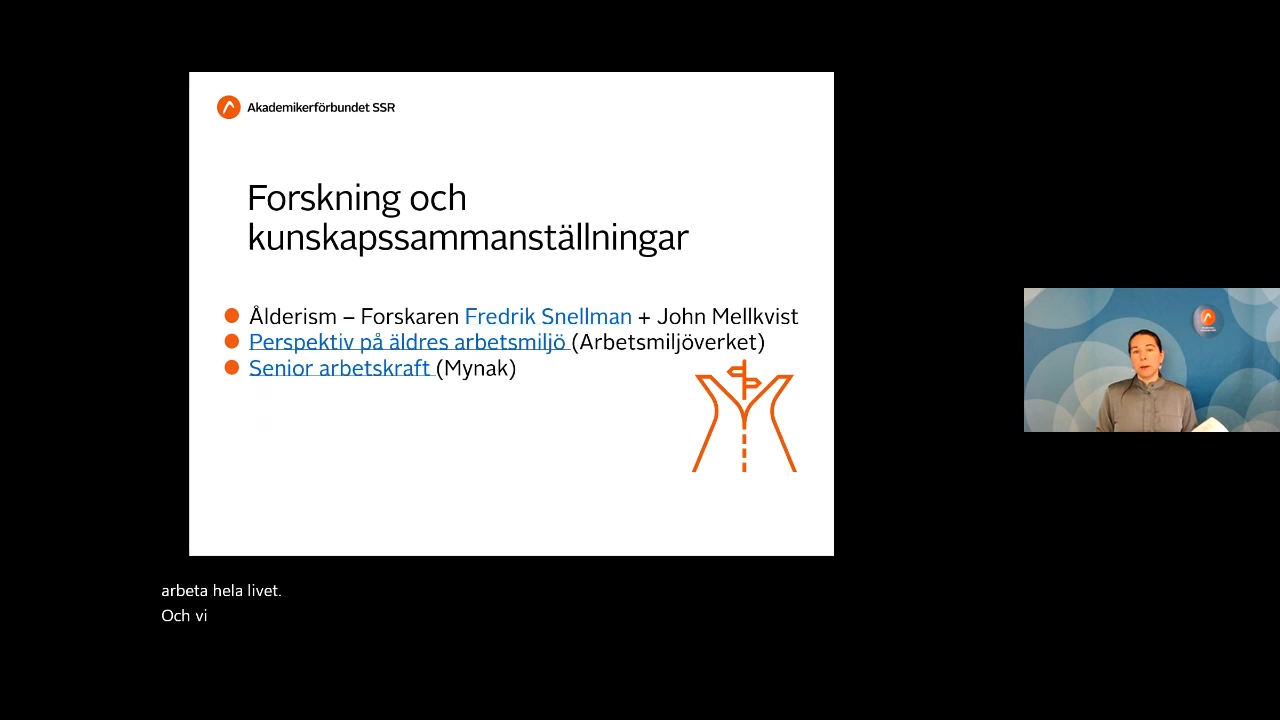 Akademikerförbundet SSR
Forskning och
kunskapssammanställningar
Ålderism – Forskaren Fredrik Snellman + John Mellkvist
Perspektiv på äldres arbetsmiljö (Arbetsmiljöverket)
Senior arbetskraft (Mynak)
arbeta hela livet.
Och vi